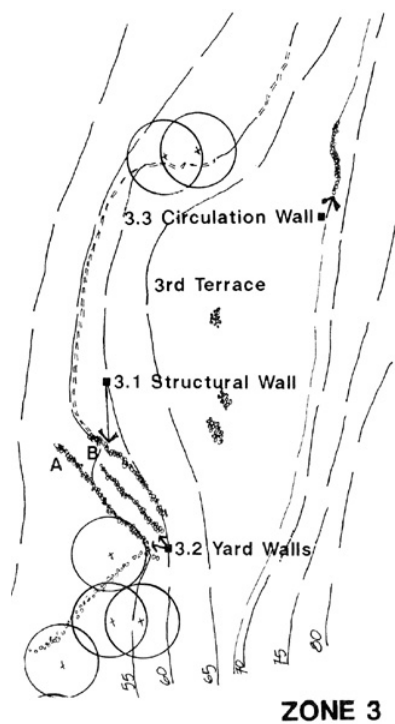 3.3 Circulation Wall
3rd Terrace
3.1 Structural Wall
A
B
3.2 Yard Walls
55
60
65
70
75
80
ZONE 3